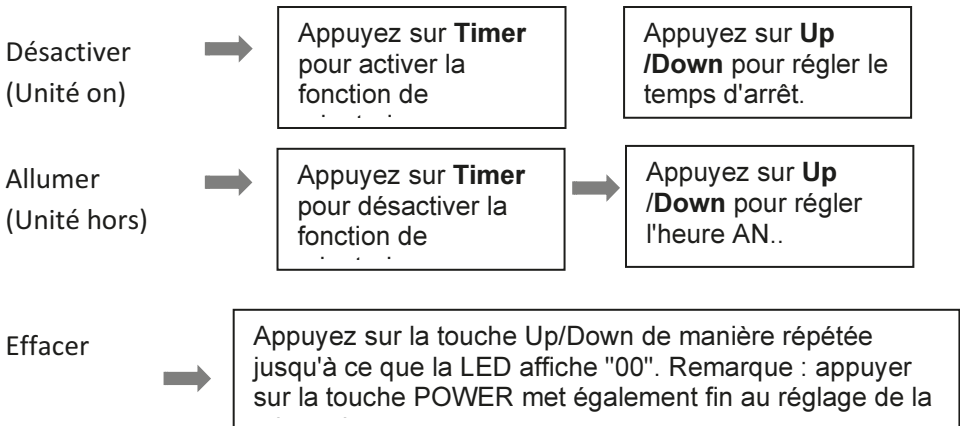 Désactiver
(Unité on)
Appuyez sur Timer
pour activer la
fonction de
Appuyez sur Up
/Down pour régler le
temps d'arrêt.
Allumer
(Unité hors)
Appuyez sur Timer
pour désactiver la
fonction de
Appuyez sur Up
/Down pour régler
l'heure AN..
Effacer
Appuyez sur la touche Up/Down de manière répétée
jusqu'à ce que la LED affiche "00". Remarque : appuyer
sur la touche POWER met également fin au réglage de la